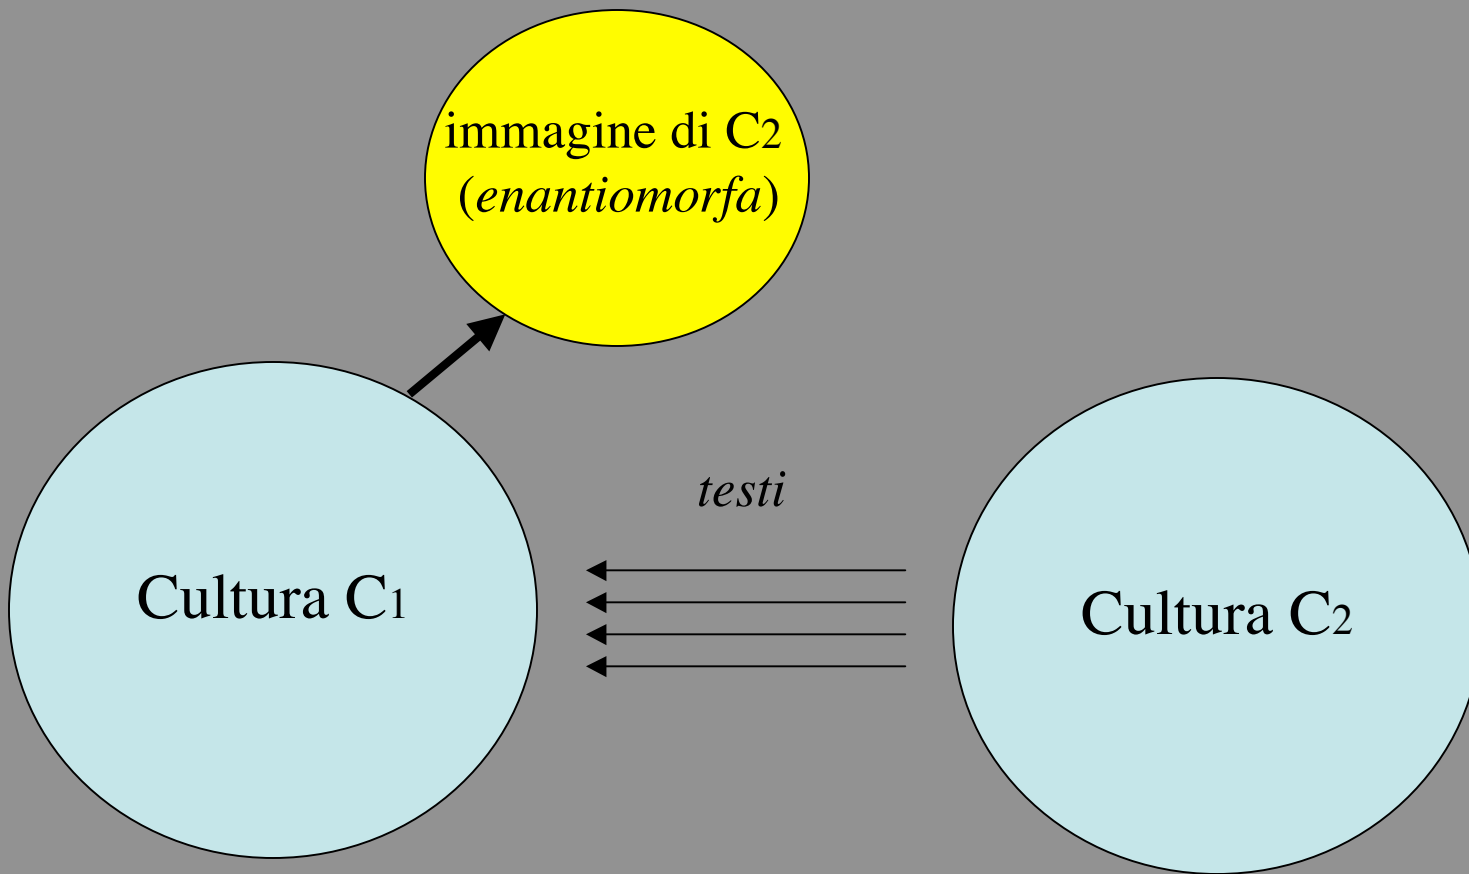 immagine di C2
(enantiomorfa)
testi
Cultura C1
Cultura C2